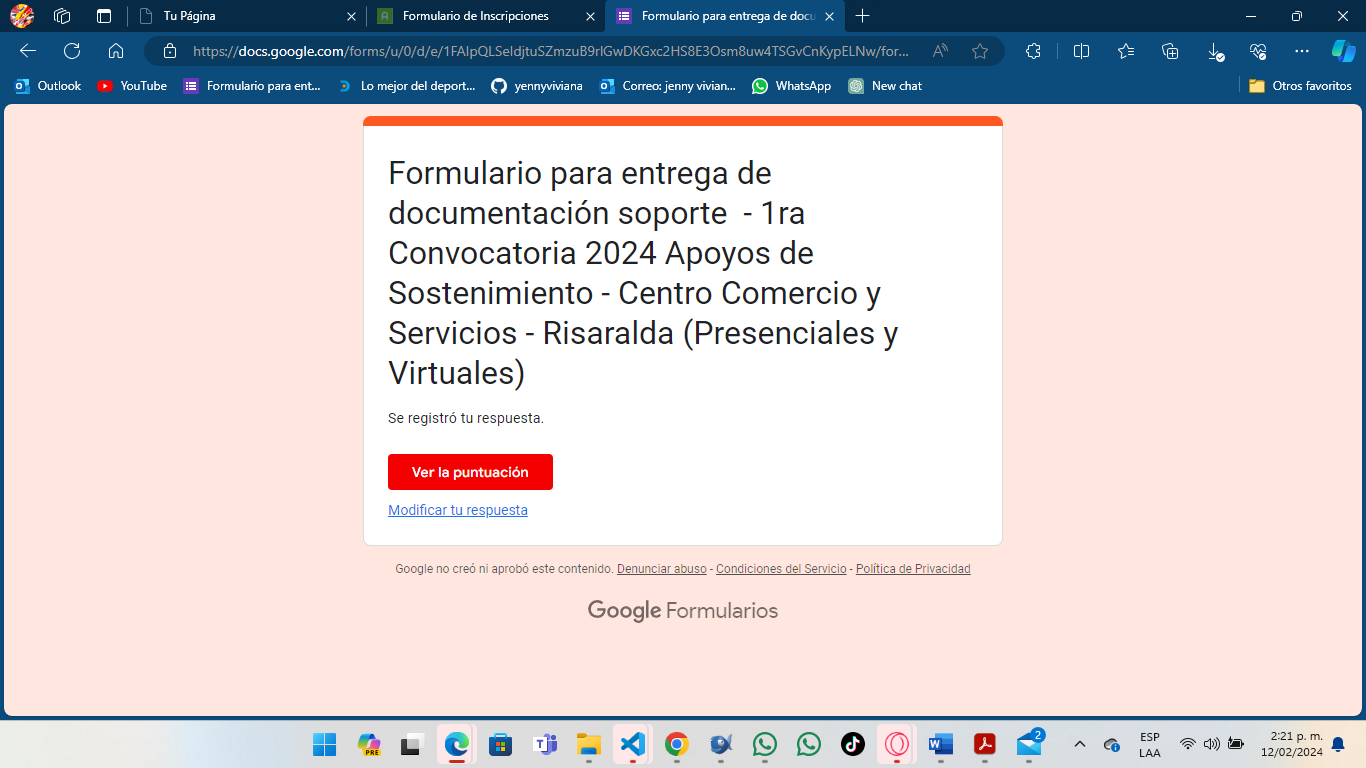 Tu Página
Formulario de Inscripciones
Formulario para entrega de docu
https://docs.google.com/forms/u/0/d/e/1FAIpQLSeldjtuSZmzuB9rlGwDKGxc2HS8E3Osm8uw4TSGvCnKypELNw/for...
Outlook
YouTube
Formulario para ent...
Lo mejor del deport...
yennyviviana
Correo: jenny vivian...
WhatsApp
New chat
Otros favoritos
Formulario para entrega de
documentación soporte - 1ra
Convocatoria 2024 Apoyos de
Sostenimiento - Centro Comercio y
Servicios - Risaralda (Presenciales y
Virtuales)
Se registró tu respuesta.
Ver la puntuación
Modificar tu respuesta
Google no creó ni aprobó este contenido. Denunciar abuso - Condiciones del Servicio - Política de Privacidad
Google Formularios
PRE
2
ESP
LAA
2:21 p. m.
12/02/2024